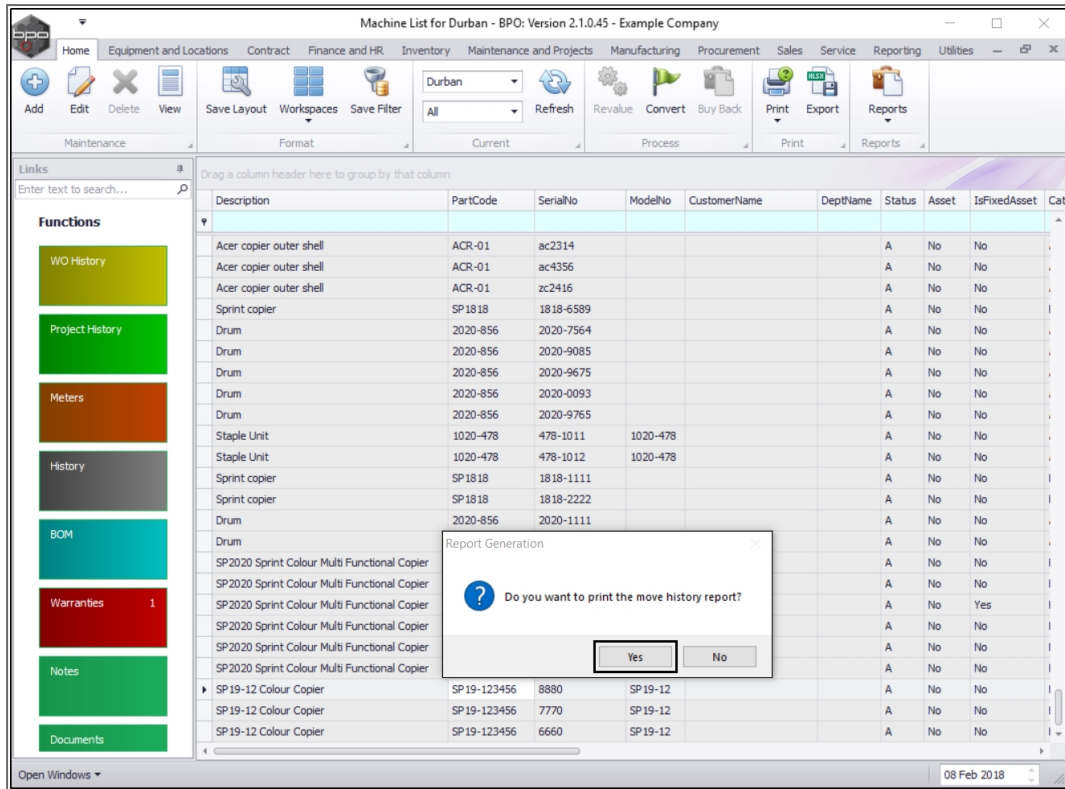 Machine List for Durban - BPO: Version 2.1.0.45 - Example Company
bpo
Home Equipment and Locations Contract Finance and HR Inventory Maintenance and Projects Manufacturing Procurement Sales Service Reporting Utilities
Durban
All
Add Edit Delete View Save Layout Workspaces Save Filter Refresh Revalue Convert Buy Back Print Export Reports
Maintenance Format Current Process Print Reports
Links
Enter text to search...
Drag a column header here to group by that column
Functions
WO History
Project History
Meters
History
BOM
Warranties 1
Notes
Documents
Description PartCode SerialNo ModelNo CustomerName DeptName Status Asset IsFixedAsset Cat
Acer copier outer shell ACR-01 ac2314 A No No
Acer copier outer shell ACR-01 ac4356 A No No
Acer copier outer shell ACR-01 zc2416 A No No
Sprint copier SP1818 1818-6589 A No No
Drum 2020-856 2020-7564 A No No
Drum 2020-856 2020-9085 A No No
Drum 2020-856 2020-9675 A No No
Drum 2020-856 2020-0093 A No No
Drum 2020-856 2020-9765 A No No
Staple Unit 1020-478 478-1011 1020-478 A No No
Staple Unit 1020-478 478-1012 1020-478 A No No
Sprint copier SP1818 1818-1111 A No No
Sprint copier SP1818 1818-2222 A No No
Drum 2020-856 2020-1111 A No No
Drum A No No
SP2020 Sprint Colour Multi Functional Copier A No No
SP2020 Sprint Colour Multi Functional Copier A No No
SP2020 Sprint Colour Multi Functional Copier A No Yes
SP2020 Sprint Colour Multi Functional Copier A No No
SP2020 Sprint Colour Multi Functional Copier A No No
SP2020 Sprint Colour Multi Functional Copier A No No
SP19-12 Colour Copier SP19-123456 8880 SP19-12 A No No
SP19-12 Colour Copier SP19-123456 7770 SP19-12 A No No
SP19-12 Colour Copier SP19-123456 6660 SP19-12 A No No
Report Generation
Do you want to print the move history report?
Yes No
Open Windows
08 Feb 2018